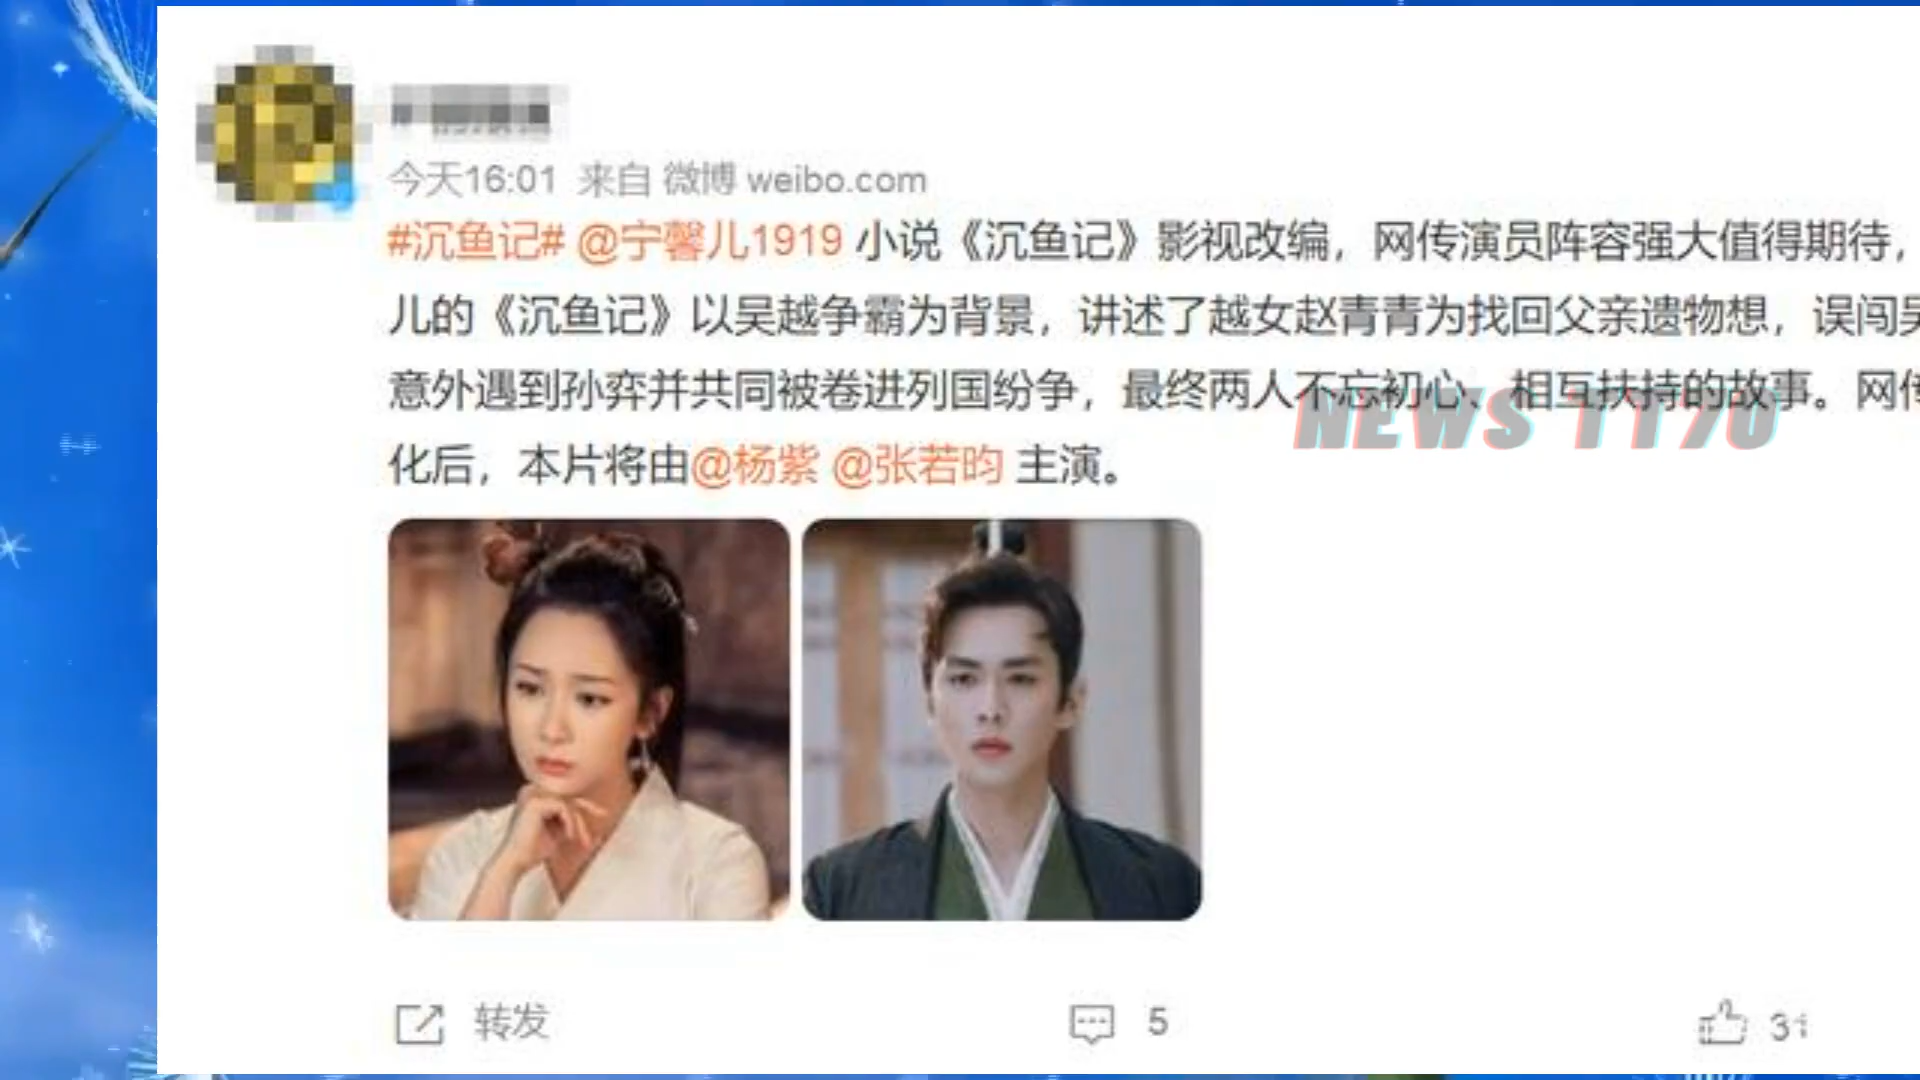 今天16:01 来自 微博 weibo.com
#沉鱼记# @宁馨儿1919 小说《沉鱼记》影视改编，网传演员阵容强大值得期待，
儿的《沉鱼记》以吴越争霸为背景，讲述了越女赵青青为找回父亲遗物想，误闯吴
意外遇到孙弈并共同被卷进列国纷争，最终两人不忘初心、相互扶持的故事。网传
NEWS 1170
化后，本片将由@杨紫 @张若昀 主演。
转发
5